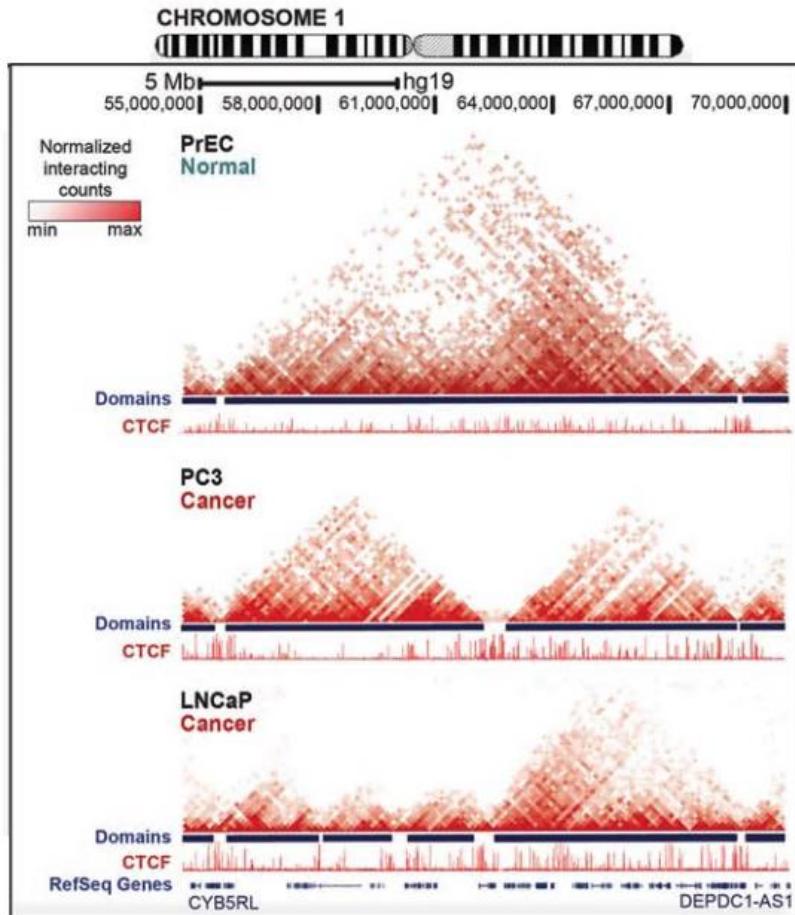 CHROMOSOME 1
5 Mb hg19
55,000,000 58,000,000 61,000,000 64,000,000 67,000,000 70,000,000
Normalized
interacting
counts
min max
PrEC
Normal
Domains
CTCF
PC3
Cancer
Domains
CTCF
LNCaP
Cancer
Domains
CTCF
RefSeq Genes
CYB5RL DEPDC1-AS1